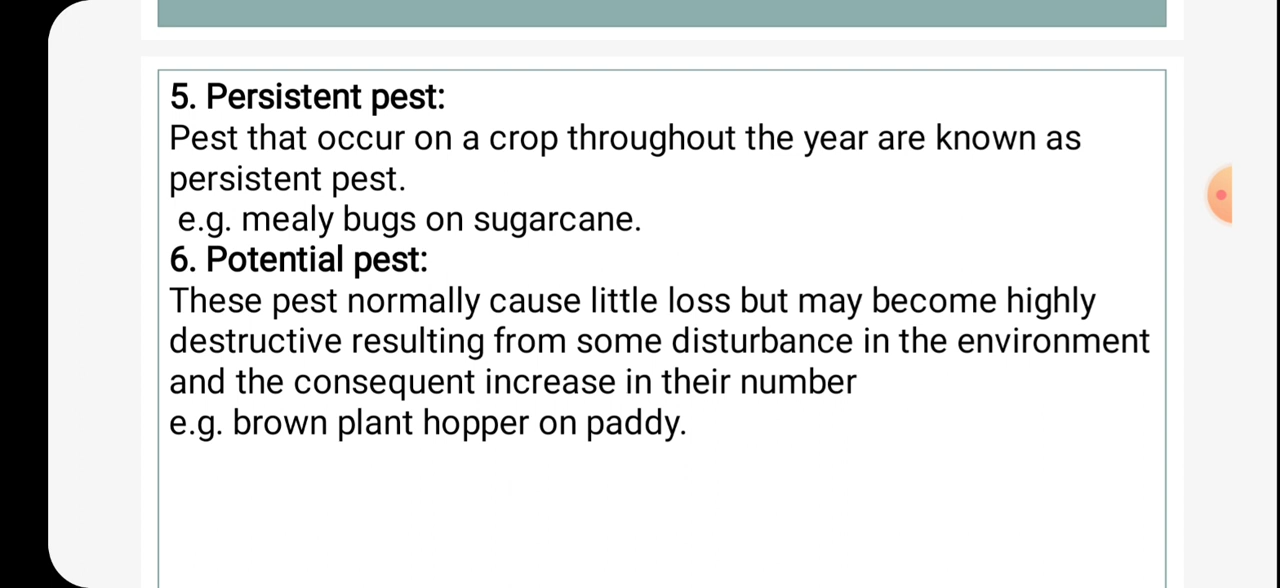 5. Persistent pest:
Pest that occur on a crop throughout the year are known as
persistent pest.
e.g. mealy bugs on sugarcane.
6. Potential pest:
These pest normally cause little loss but may become highly
destructive resulting from some disturbance in the environment
and the consequent increase in their number
e.g. brown plant hopper on paddy.